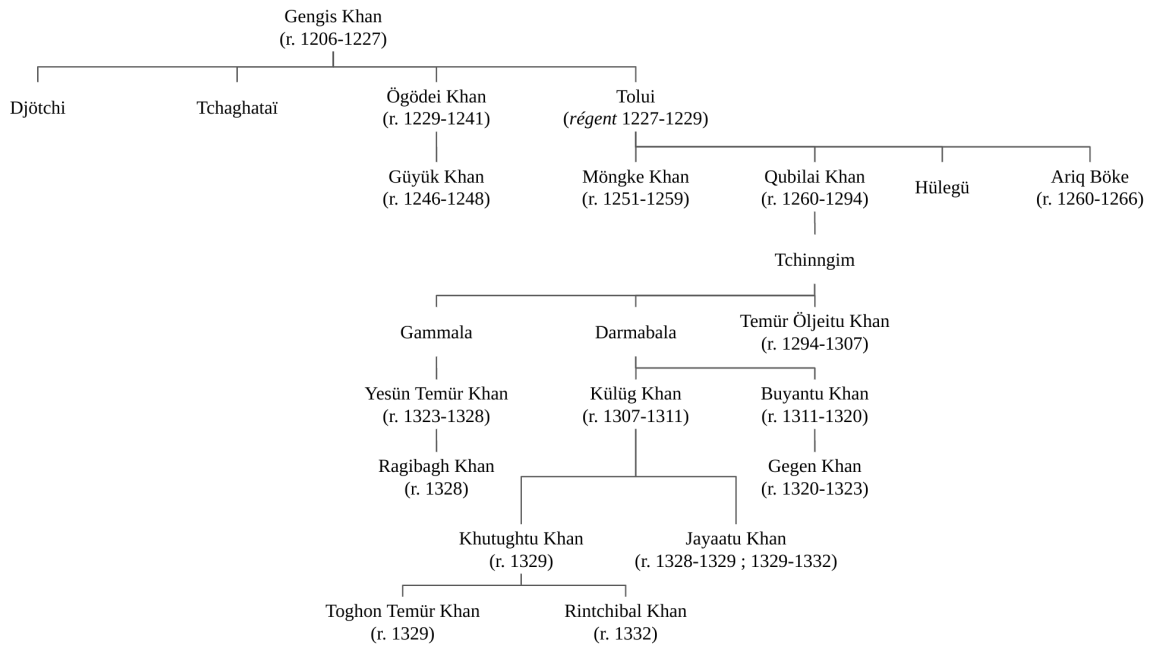 Gengis Khan
(r. 1206-1227)
Djötchi
Tchaghataï
Ögödei Khan
(r. 1229-1241)
Tolui
(régent 1227-1229)
Güyük Khan
(r. 1246-1248)
Möngke Khan
(r. 1251-1259)
Qubilai Khan
(r. 1260-1294)
Hülegü
Ariq Böke
(r. 1260-1266)
Tchinngim
Gammala
Darmabala
Temür Öljeitu Khan
(r. 1294-1307)
Yesün Temür Khan
(r. 1323-1328)
Külüg Khan
(r. 1307-1311)
Buyantu Khan
(r. 1311-1320)
Ragibagh Khan
(r. 1328)
Gegen Khan
(r. 1320-1323)
Khutughtu Khan
(r. 1329)
Jayaatu Khan
(r. 1328-1329 ; 1329-1332)
Toghon Temür Khan
(r. 1329)
Rintchibal Khan
(r. 1332)